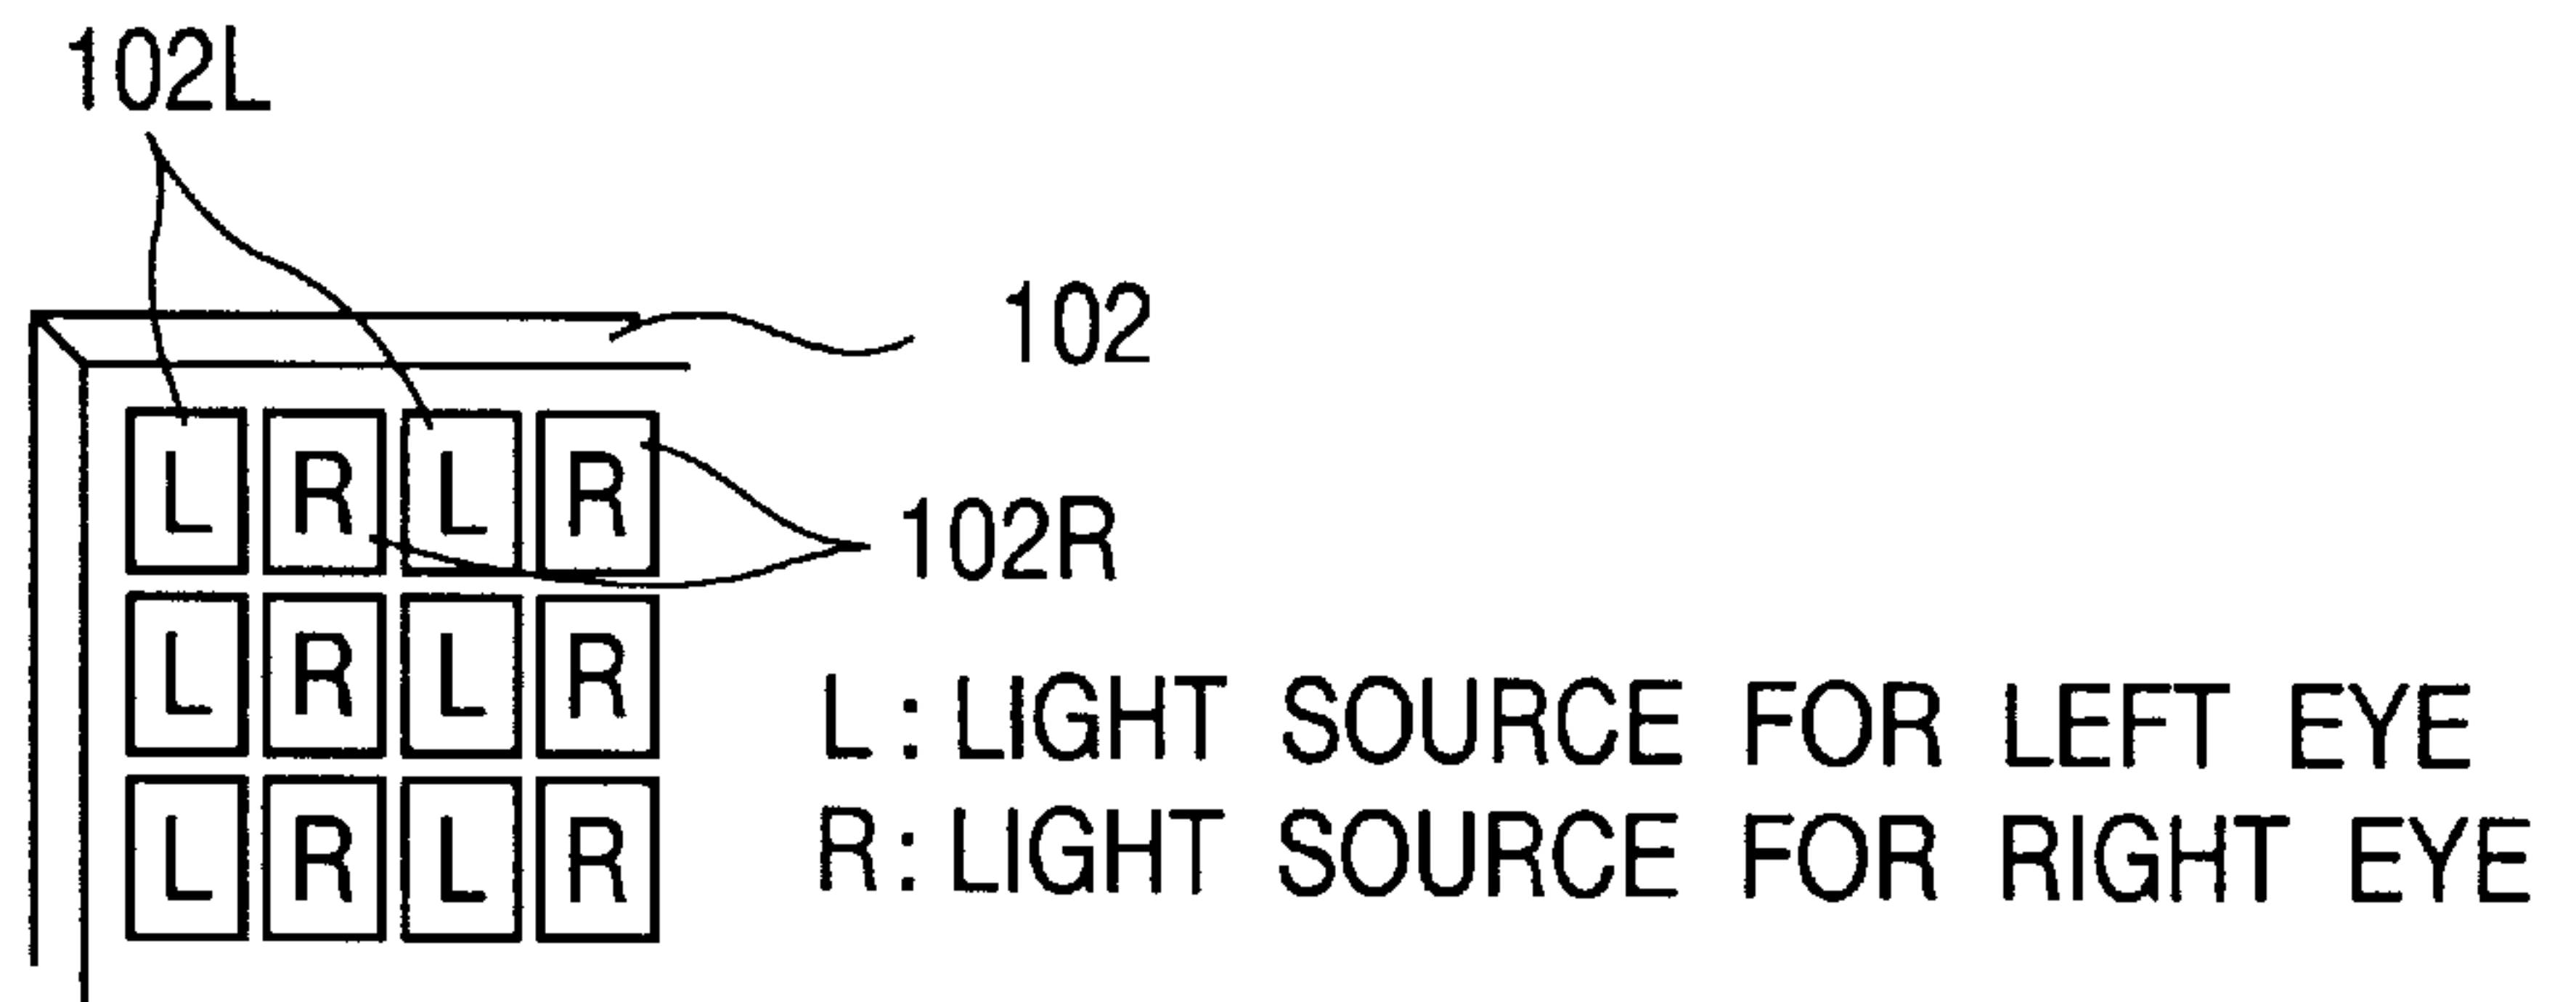 102L
102
L R L R
102R
L R L R
L : LIGHT SOURCE FOR LEFT EYE
R : LIGHT SOURCE FOR RIGHT EYE
L R L R